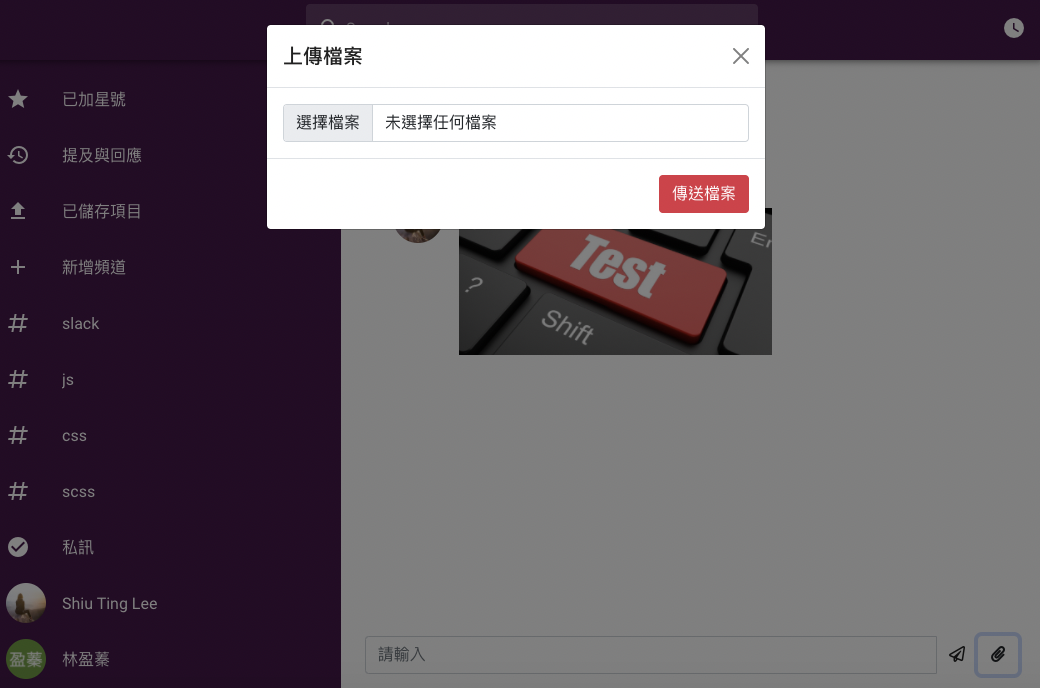 上傳檔案
選擇檔案 未選擇任何檔案
傳送檔案
已加星號
提及與回應
已儲存項目
新增頻道
slack
js
css
scss
私訊
Shiu Ting Lee
盈蓁 林盈蓁
Test
?
Shift
請輸入